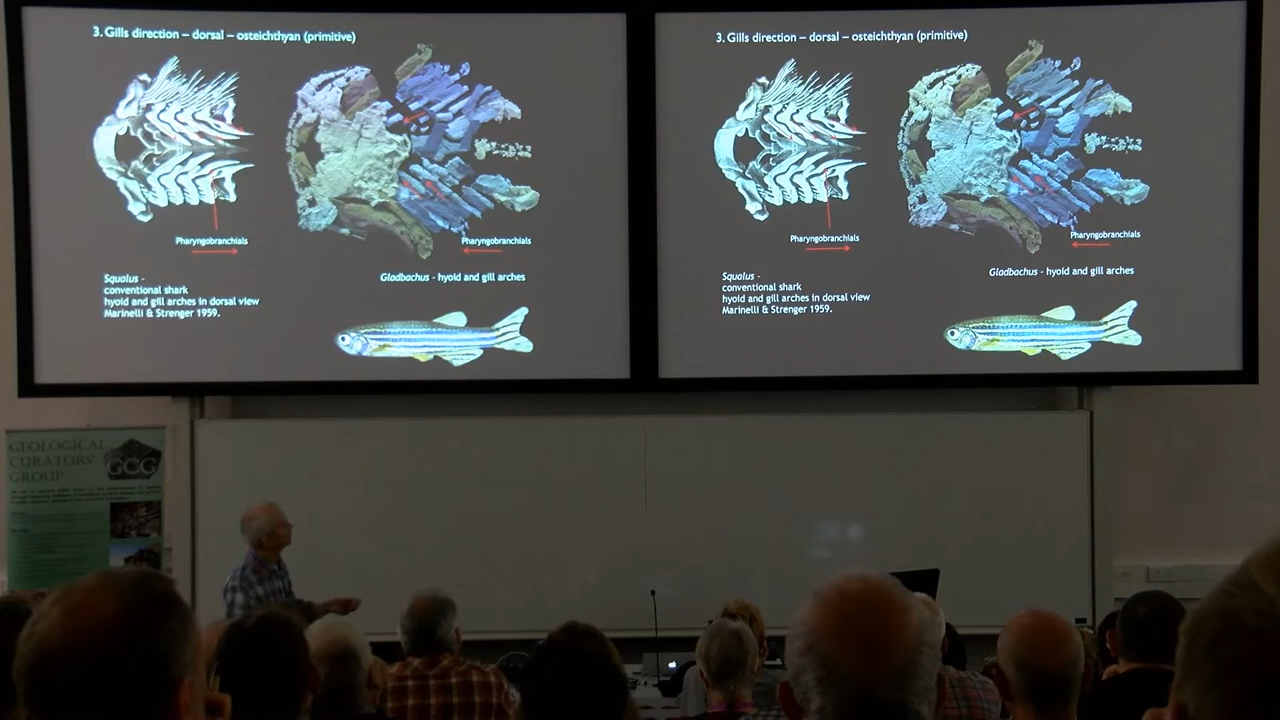 3. Gills direction – dorsal – osteichthyan (primitive)
Pharyngobranchials
Pharyngobranchials
Squalus -
conventional shark
hyoid and gill arches in dorsal view
Marinelli & Strenger 1959.
Gladbachus - hyoid and gill arches
3. Gills direction – dorsal – osteichthyan (primitive)
Pharyngobranchials
Pharyngobranchials
Squalus -
conventional shark
hyoid and gill arches in dorsal view
Marinelli & Strenger 1959.
Gladbachus - hyoid and gill arches
GEOLOGICAL
CURATORS'
GROUP
GCG